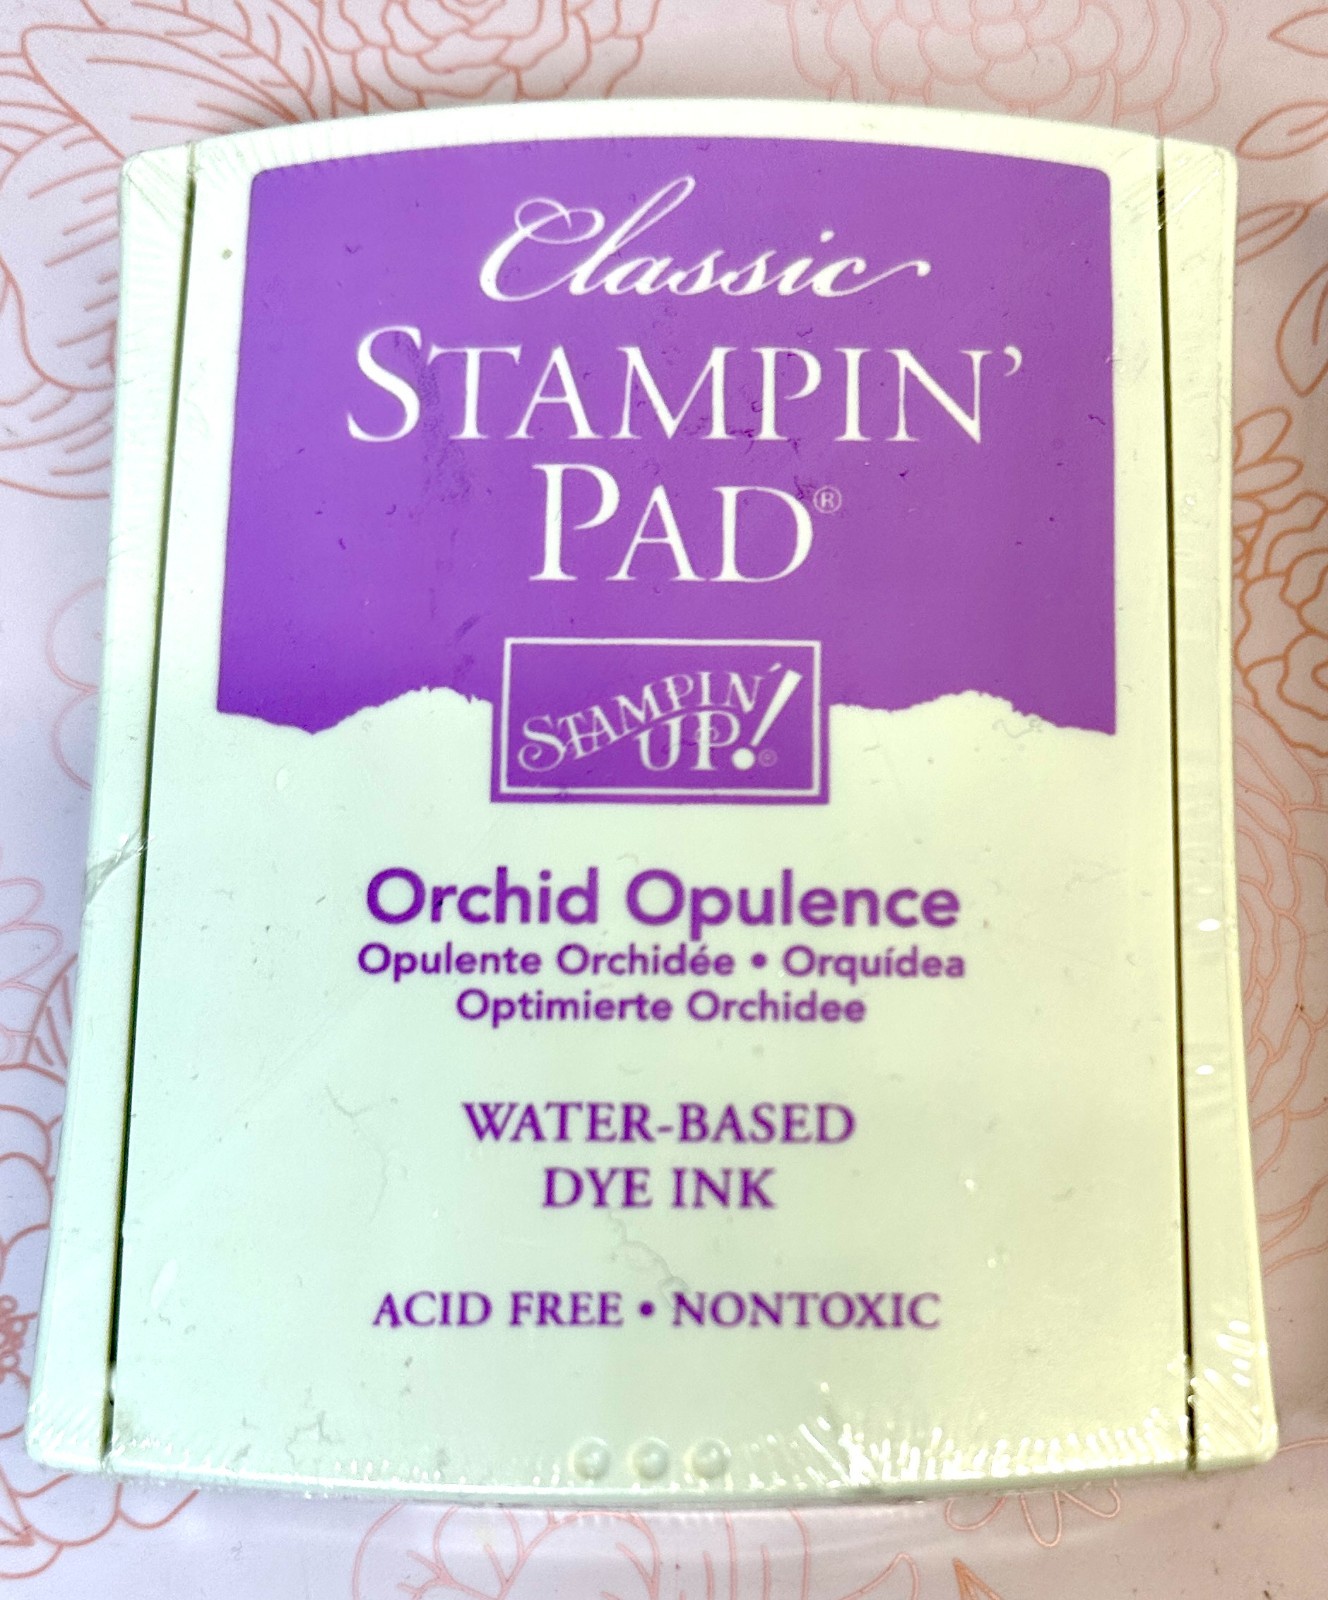 Classic
STAMPIN'
PAD®
STAMPIN'
UP!®
Orchid Opulence
Opulente Orchidée • Orquídea
Optimierte Orchidee
WATER-BASED
DYE INK
ACID FREE • NONTOXIC